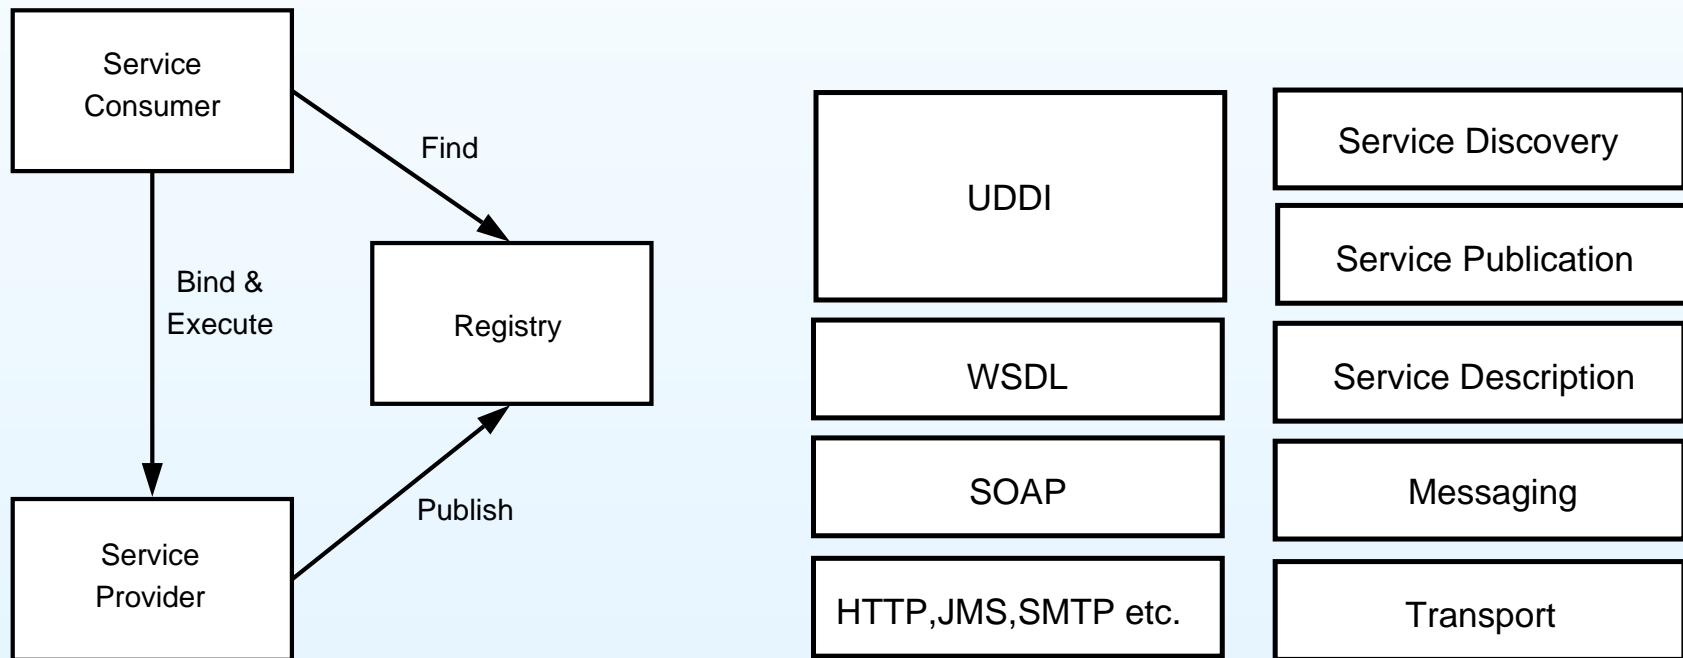 Service
Consumer
Find
Bind &
Execute
Registry
Publish
Service
Provider
UDDI
WSDL
SOAP
HTTP,JMS,SMTP etc.
Service Discovery
Service Publication
Service Description
Messaging
Transport